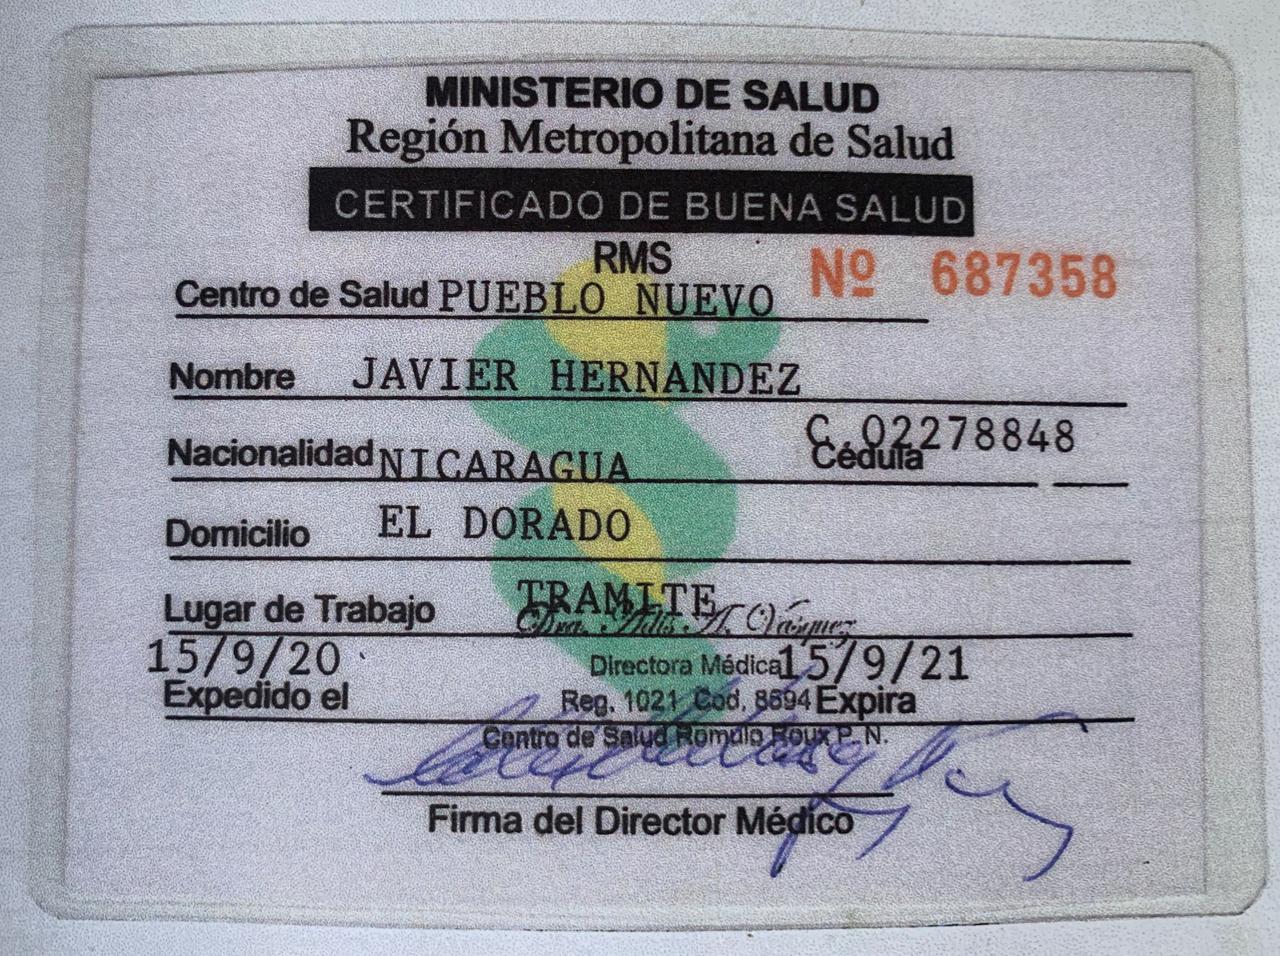 MINISTERIO DE SALUD
Región Metropolitana de Salud
CERTIFICADO DE BUENA SALUD
RMS
Nº 687358
Centro de Salud PUEBLO NUEVO
Nombre JAVIER HERNANDEZ
C 02278848
Nacionalidad NICARAGUA Cédula
Domicilio EL DORADO
Lugar de Trabajo TRAMITE
Dra. A. Vásquez
15/9/20 Directora Médica 15/9/21
Expedido el Reg. 1021 Cod. 8694 Expira
Centro de Salud Romulo Roux P. N.
Firma del Director Médico